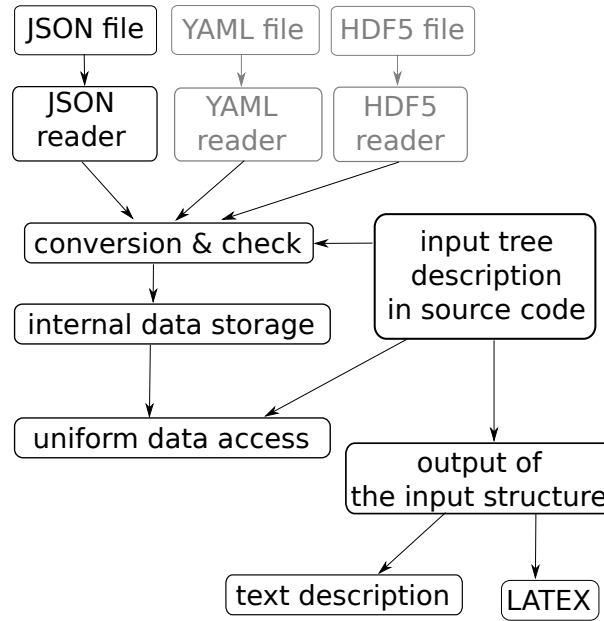 JSON file
YAML file
HDF5 file
JSON
reader
YAML
reader
HDF5
reader
conversion & check
input tree
description
in source code
internal data storage
uniform data access
output of
the input structure
text description
LATEX